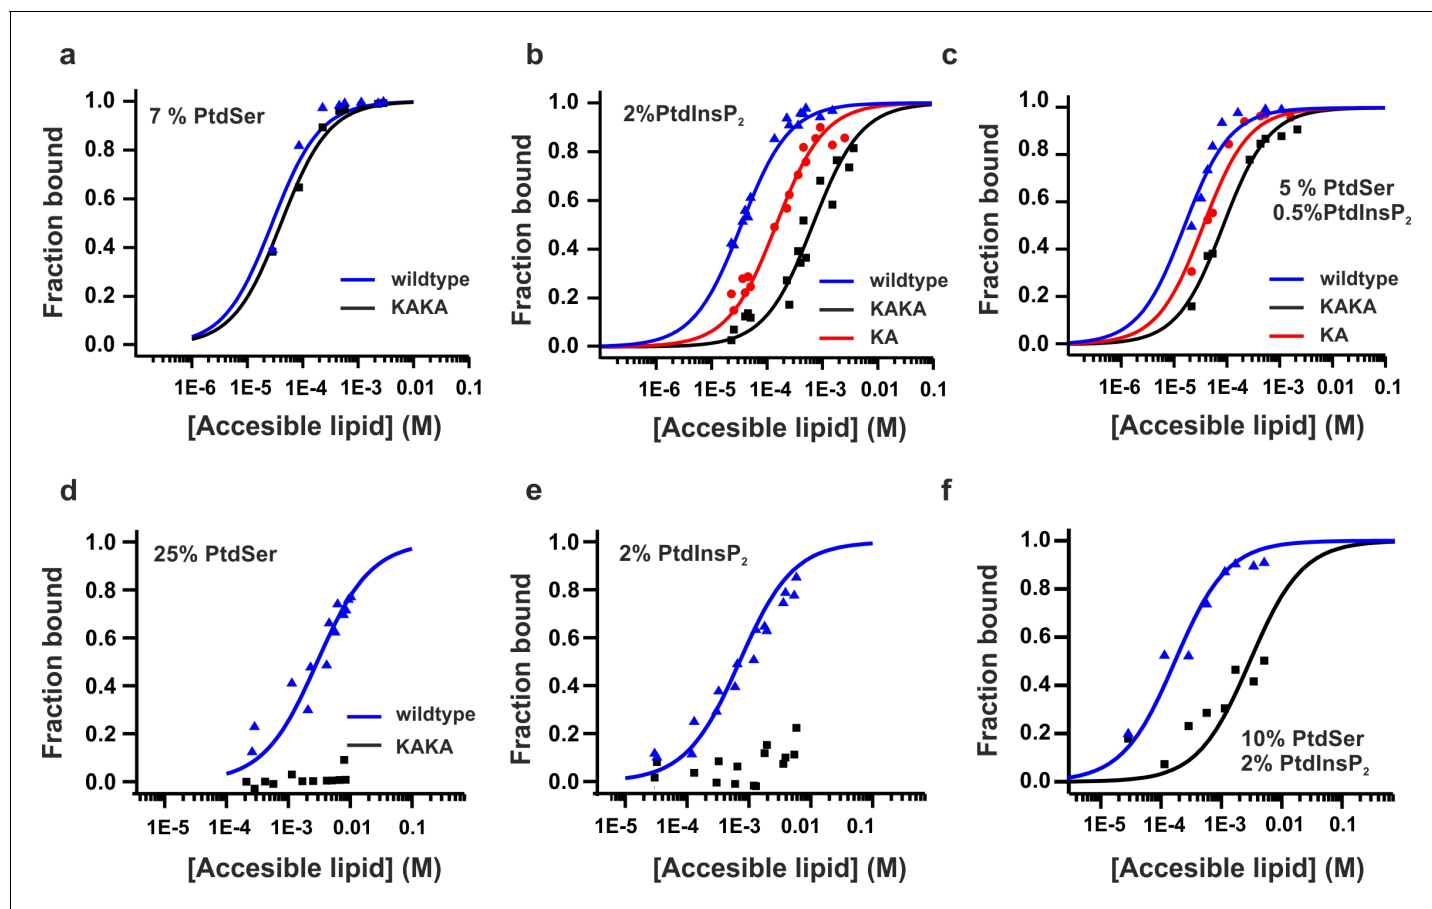 a
7 % PtdSer
Fraction bound
1.0
0.8
0.6
0.4
0.2
0.0
wildtype
KAKA
1E-6 1E-5 1E-4 1E-3 0.01 0.1
[Accesible lipid] (M)
b
2%PtdInsP2
Fraction bound
1.0
0.8
0.6
0.4
0.2
0.0
wildtype
KAKA
KA
1E-6 1E-5 1E-4 1E-3 0.01 0.1
[Accesible lipid] (M)
c
Fraction bound
1.0
0.8
0.6
0.4
0.2
0.0
5 % PtdSer
0.5%PtdInsP2
wildtype
KAKA
KA
1E-6 1E-5 1E-4 1E-3 0.01 0.1
[Accesible lipid] (M)
d
25% PtdSer
Fraction bound
1.0
0.8
0.6
0.4
0.2
0.0
wildtype
KAKA
1E-5 1E-4 1E-3 0.01 0.1
[Accesible lipid] (M)
e
2% PtdInsP2
Fraction bound
1.0
0.8
0.6
0.4
0.2
0.0
1E-5 1E-4 1E-3 0.01 0.1
[Accesible lipid] (M)
f
Fraction bound
1.0
0.8
0.6
0.4
0.2
0.0
10% PtdSer
2% PtdInsP2
1E-5 1E-4 1E-3 0.01 0.1
[Accesible lipid] (M)